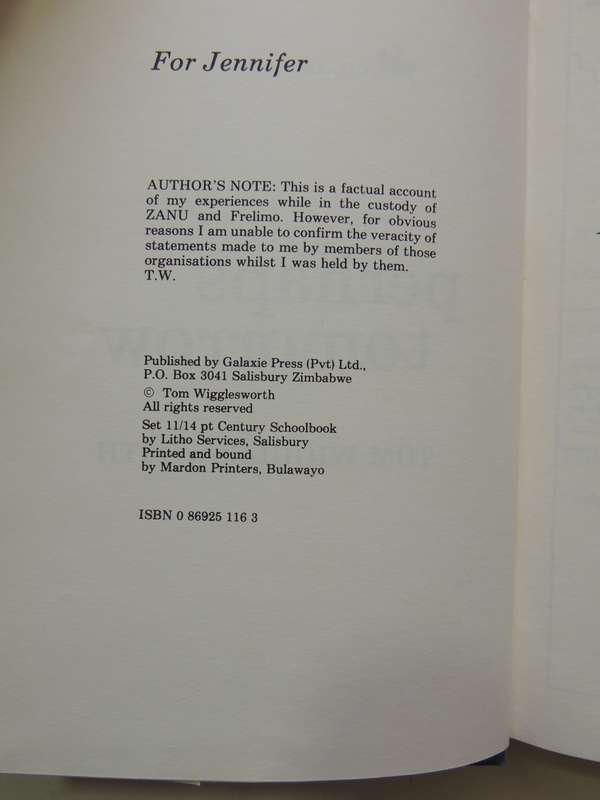 For Jennifer
AUTHOR'S NOTE: This is a factual account
of my experiences while in the custody of
ZANU and Frelimo. However, for obvious
reasons I am unable to confirm the veracity of
statements made to me by members of those
organisations whilst I was held by them.
T.W.
Published by Galaxie Press (Pvt) Ltd.,
P.O. Box 3041 Salisbury Zimbabwe
© Tom Wigglesworth
All rights reserved
Set 11/14 pt Century Schoolbook
by Litho Services, Salisbury
Printed and bound
by Mardon Printers, Bulawayo
ISBN 0 86925 116 3